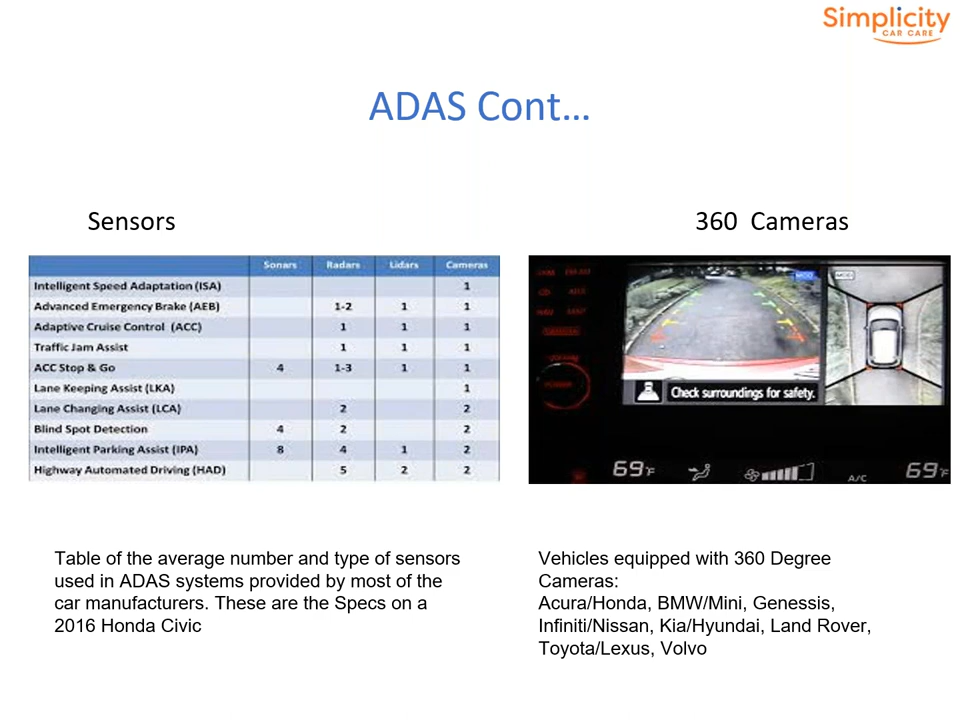 Simplicity
CAR CARE
ADAS Cont…
Sensors
360 Cameras
Sonars Radars Lidars Cameras
Intelligent Speed Adaptation (ISA) 1
Advanced Emergency Brake (AEB) 1-2 1 1
Adaptive Cruise Control (ACC) 1 1 1
Traffic Jam Assist 1 1 1
ACC Stop & Go 4 1-3 1 1
Lane Keeping Assist (LKA) 1
Lane Changing Assist (LCA) 2 2
Blind Spot Detection 4 2 2
Intelligent Parking Assist (IPA) 8 4 1 2
Highway Automated Driving (HAD) 5 2 2
MOD
MOD
Check surroundings for safety.
POWER
69°F
A/C
69°F
Table of the average number and type of sensors
used in ADAS systems provided by most of the
car manufacturers. These are the Specs on a
2016 Honda Civic
Vehicles equipped with 360 Degree
Cameras:
Acura/Honda, BMW/Mini, Genessis,
Infiniti/Nissan, Kia/Hyundai, Land Rover,
Toyota/Lexus, Volvo